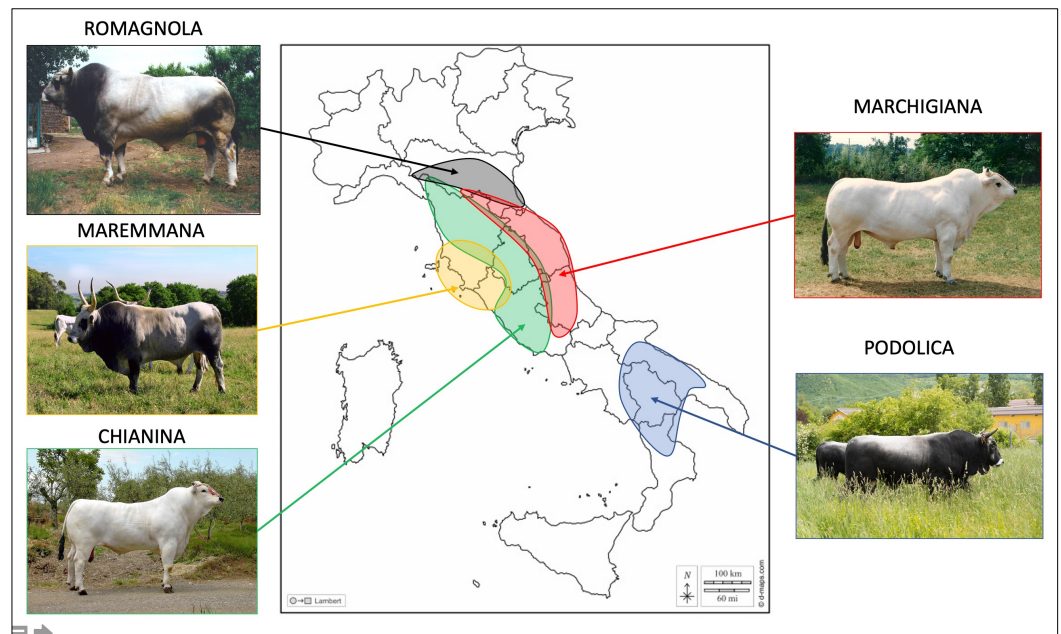 ROMAGNOLA
MARCHIGIANA
MAREMMANA
PODOLICA
CHIANINA
N
100 km
60 mi
© d-maps.com
Lambert